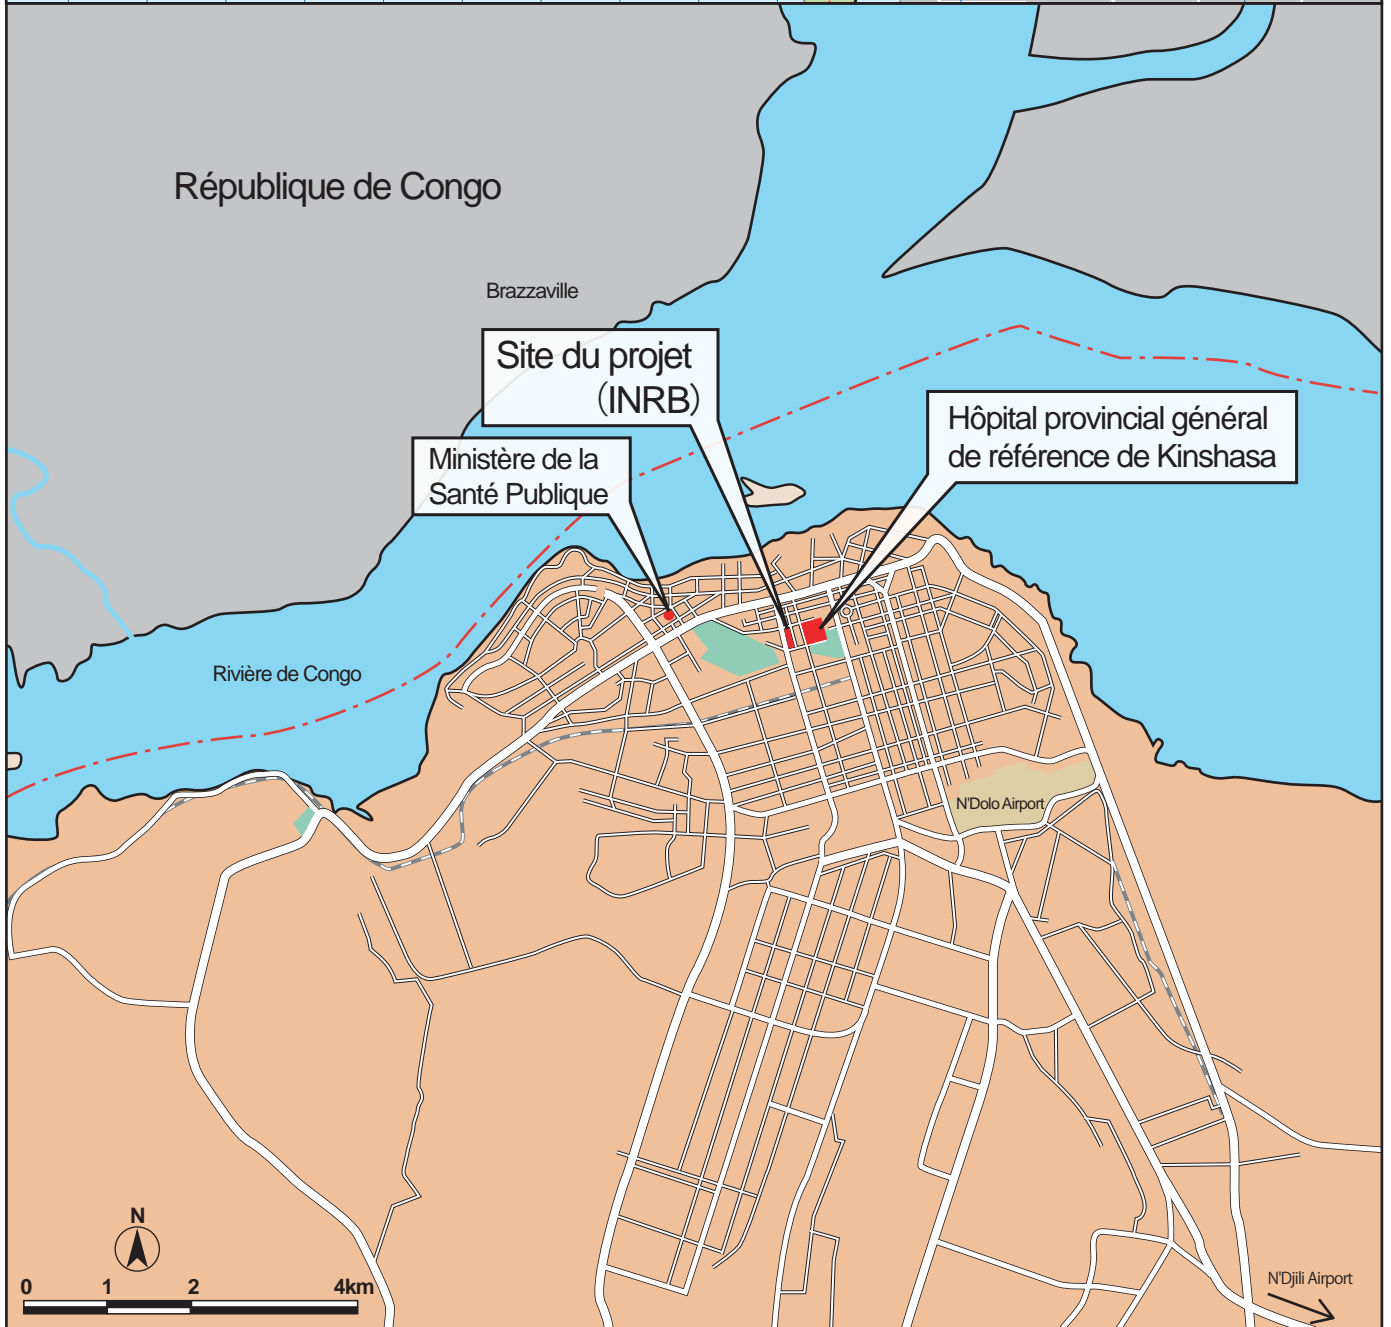 République de Congo
Brazzaville
Site du projet
(INRB)
Hôpital provincial général
de référence de Kinshasa
Ministère de la
Santé Publique
Rivière de Congo
N'Dolo Airport
N
0 1 2 4km
N'Djili Airport